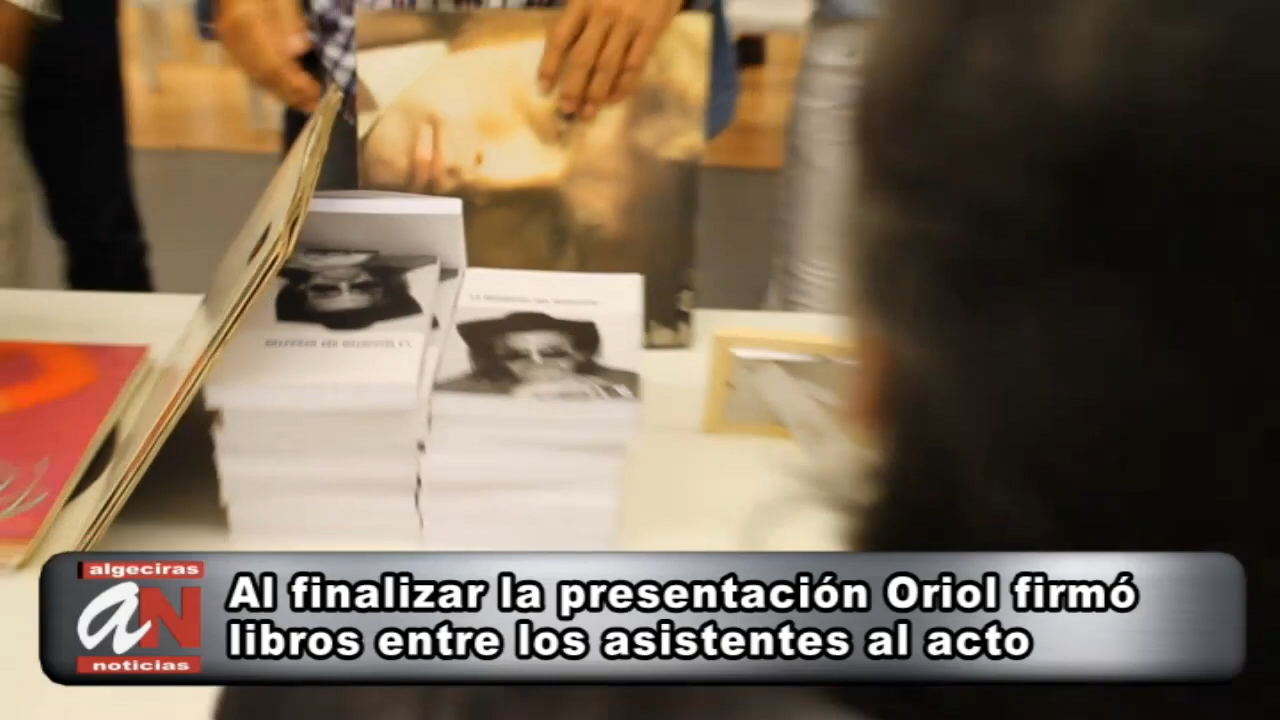 algeciras
aN
noticias
Al finalizar la presentación Oriol firmó
libros entre los asistentes al acto